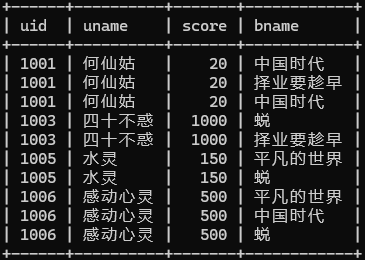 +------+----------+-------+------------+
| uid | uname | score | bname |
+------+----------+-------+------------+
| 1001 | 何仙姑 | 20 | 中国时代 |
| 1001 | 何仙姑 | 20 | 择业要趁早 |
| 1001 | 何仙姑 | 20 | 中国时代 |
| 1003 | 四十不惑 | 1000 | 蜕 |
| 1003 | 四十不惑 | 1000 | 择业要趁早 |
| 1005 | 水灵 | 150 | 平凡的世界 |
| 1005 | 水灵 | 150 | 蜕 |
| 1006 | 感动心灵 | 500 | 平凡的世界 |
| 1006 | 感动心灵 | 500 | 中国时代 |
| 1006 | 感动心灵 | 500 | 蜕 |
+------+----------+-------+------------+